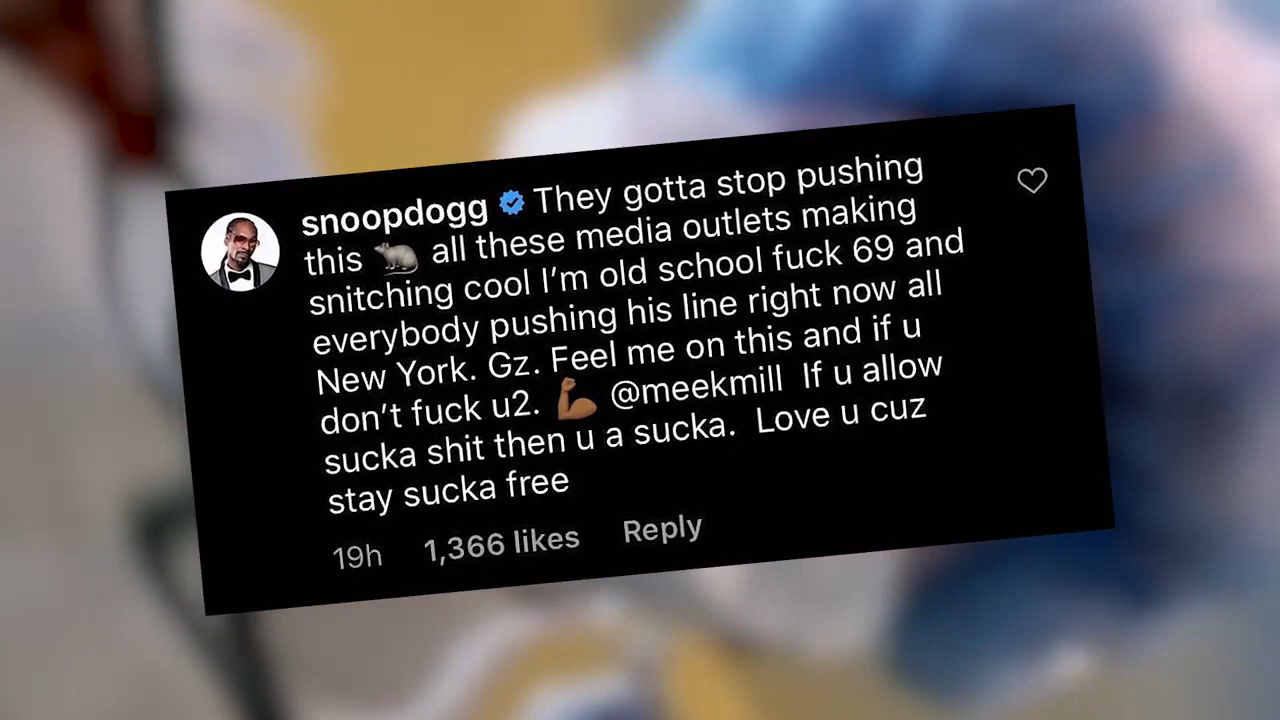 snoopdogg They gotta stop pushing
this 🐀 all these media outlets making
snitching cool I'm old school fuck 69 and
everybody pushing his line right now all
New York. Gz. Feel me on this and if u
don't fuck u2. 💪🏾 @meekmill If u allow
sucka shit then u a sucka. Love u cuz
stay sucka free
19h 1,366 likes Reply